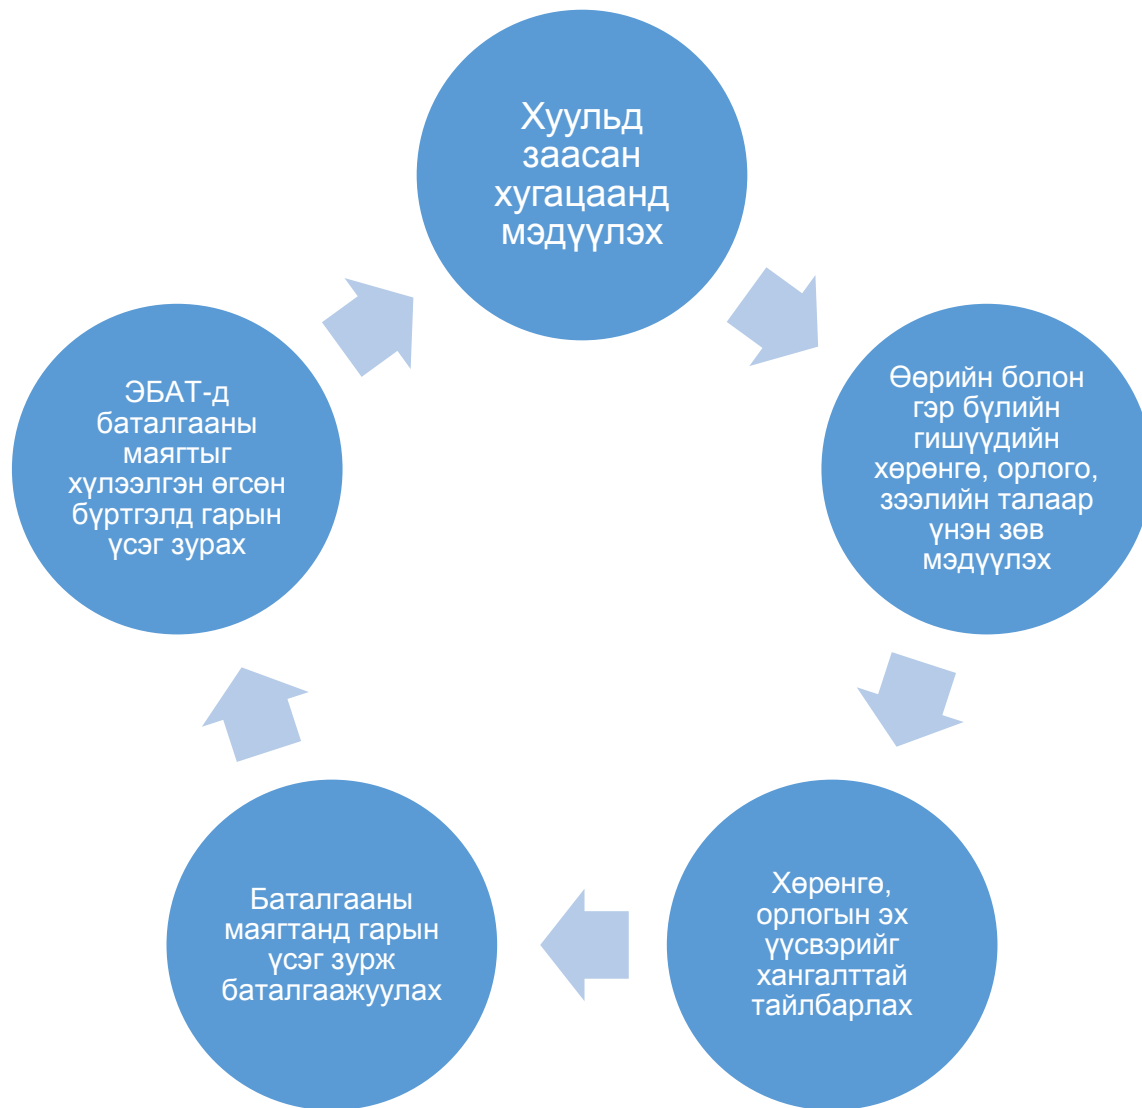 Хуульд
заасан
хугацаанд
мэдүүлэх
Өөрийн болон
гэр бүлийн
гишүүдийн
хөрөнгө, орлого,
зээлийн талаар
үнэн зөв
мэдүүлэх
Хөрөнгө,
орлогын эх
үүсвэрийг
хангалттай
тайлбарлах
Баталгааны
маягтанд гарын
үсэг зурж
баталгаажуулах
ЭБАТ-д
баталгааны
маягтыг
хүлээлгэн өгсөн
бүртгэлд гарын
үсэг зурах